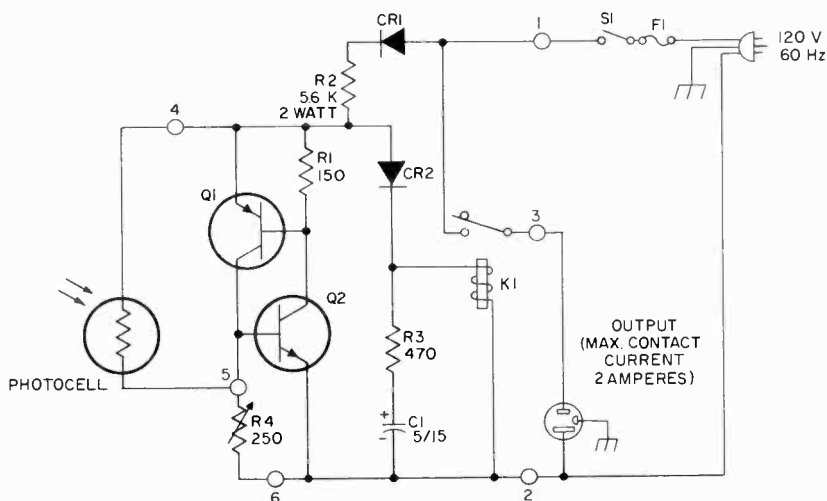 CR1
1
S1
F1
120 V
60 Hz
R2
5.6 K
2 WATT
4
R1
150
CR2
Q1
3
K1
Q2
OUTPUT
(MAX. CONTACT
CURRENT
2 AMPERES)
R3
470
PHOTOCELL
5
R4
250
+
C1
5/15
-
6
2